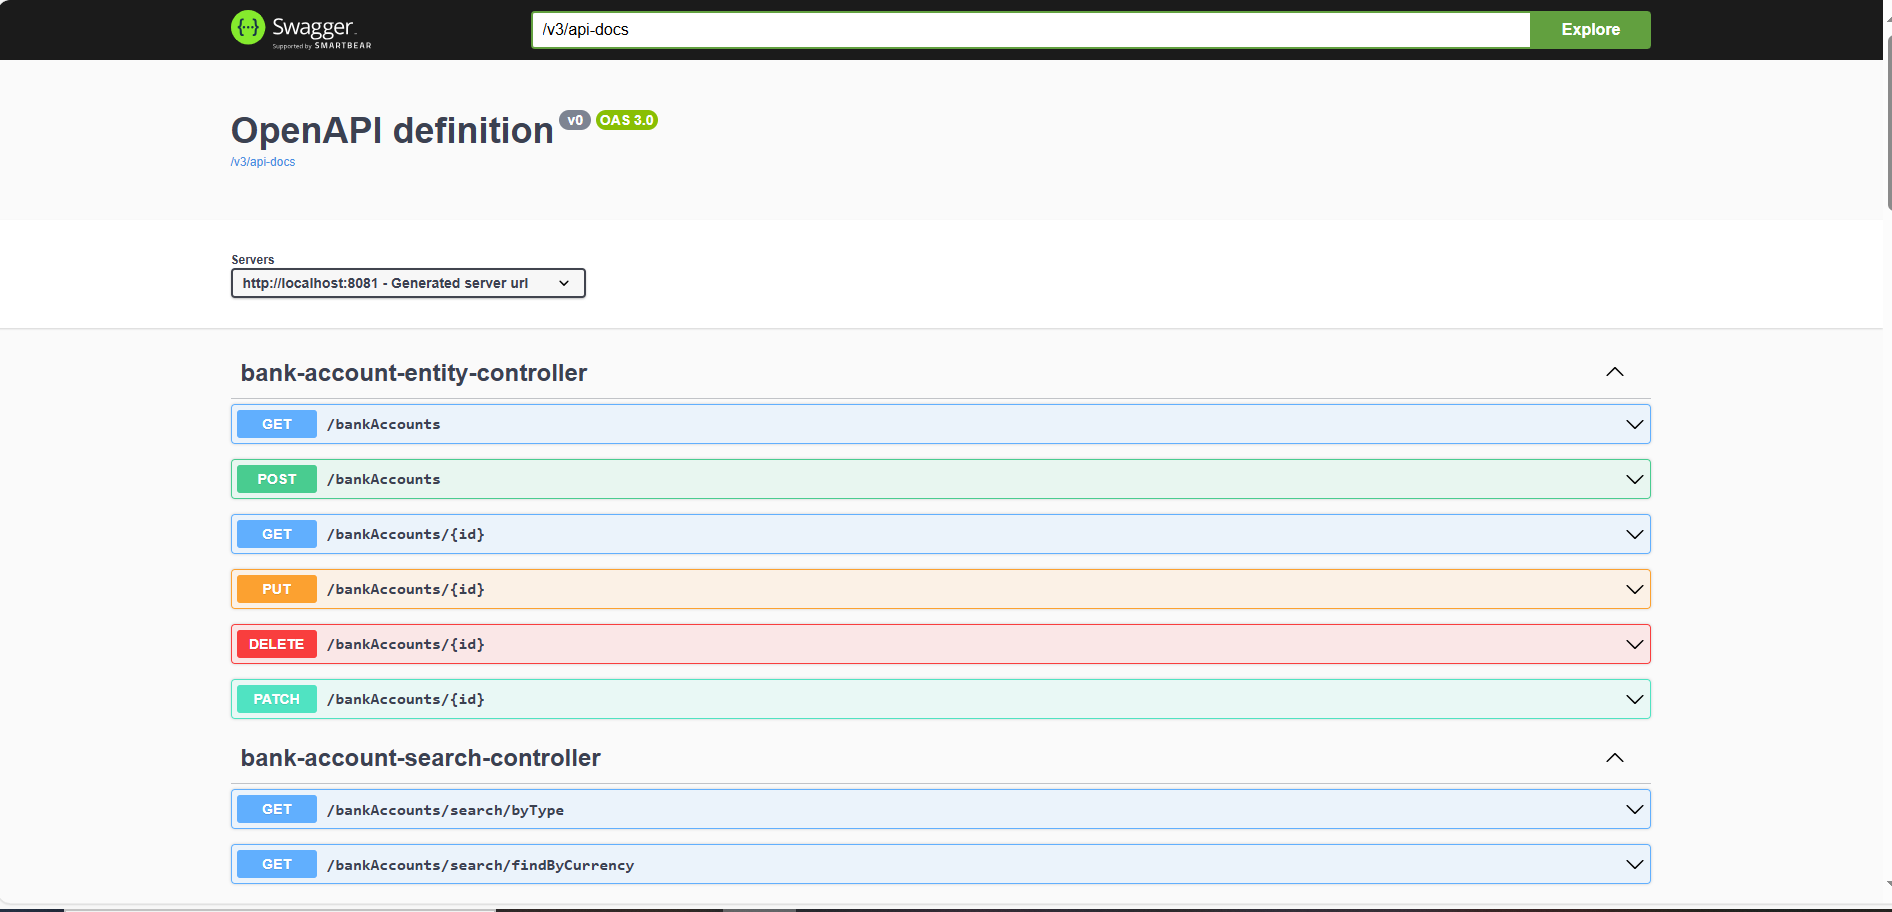 Swagger
Supported by SMARTBEAR
/v3/api-docs
Explore
OpenAPI definition v0 OAS 3.0
/v3/api-docs
Servers
http://localhost:8081 - Generated server url
bank-account-entity-controller
GET /bankAccounts
POST /bankAccounts
GET /bankAccounts/{id}
PUT /bankAccounts/{id}
DELETE /bankAccounts/{id}
PATCH /bankAccounts/{id}
bank-account-search-controller
GET /bankAccounts/search/byType
GET /bankAccounts/search/findByCurrency